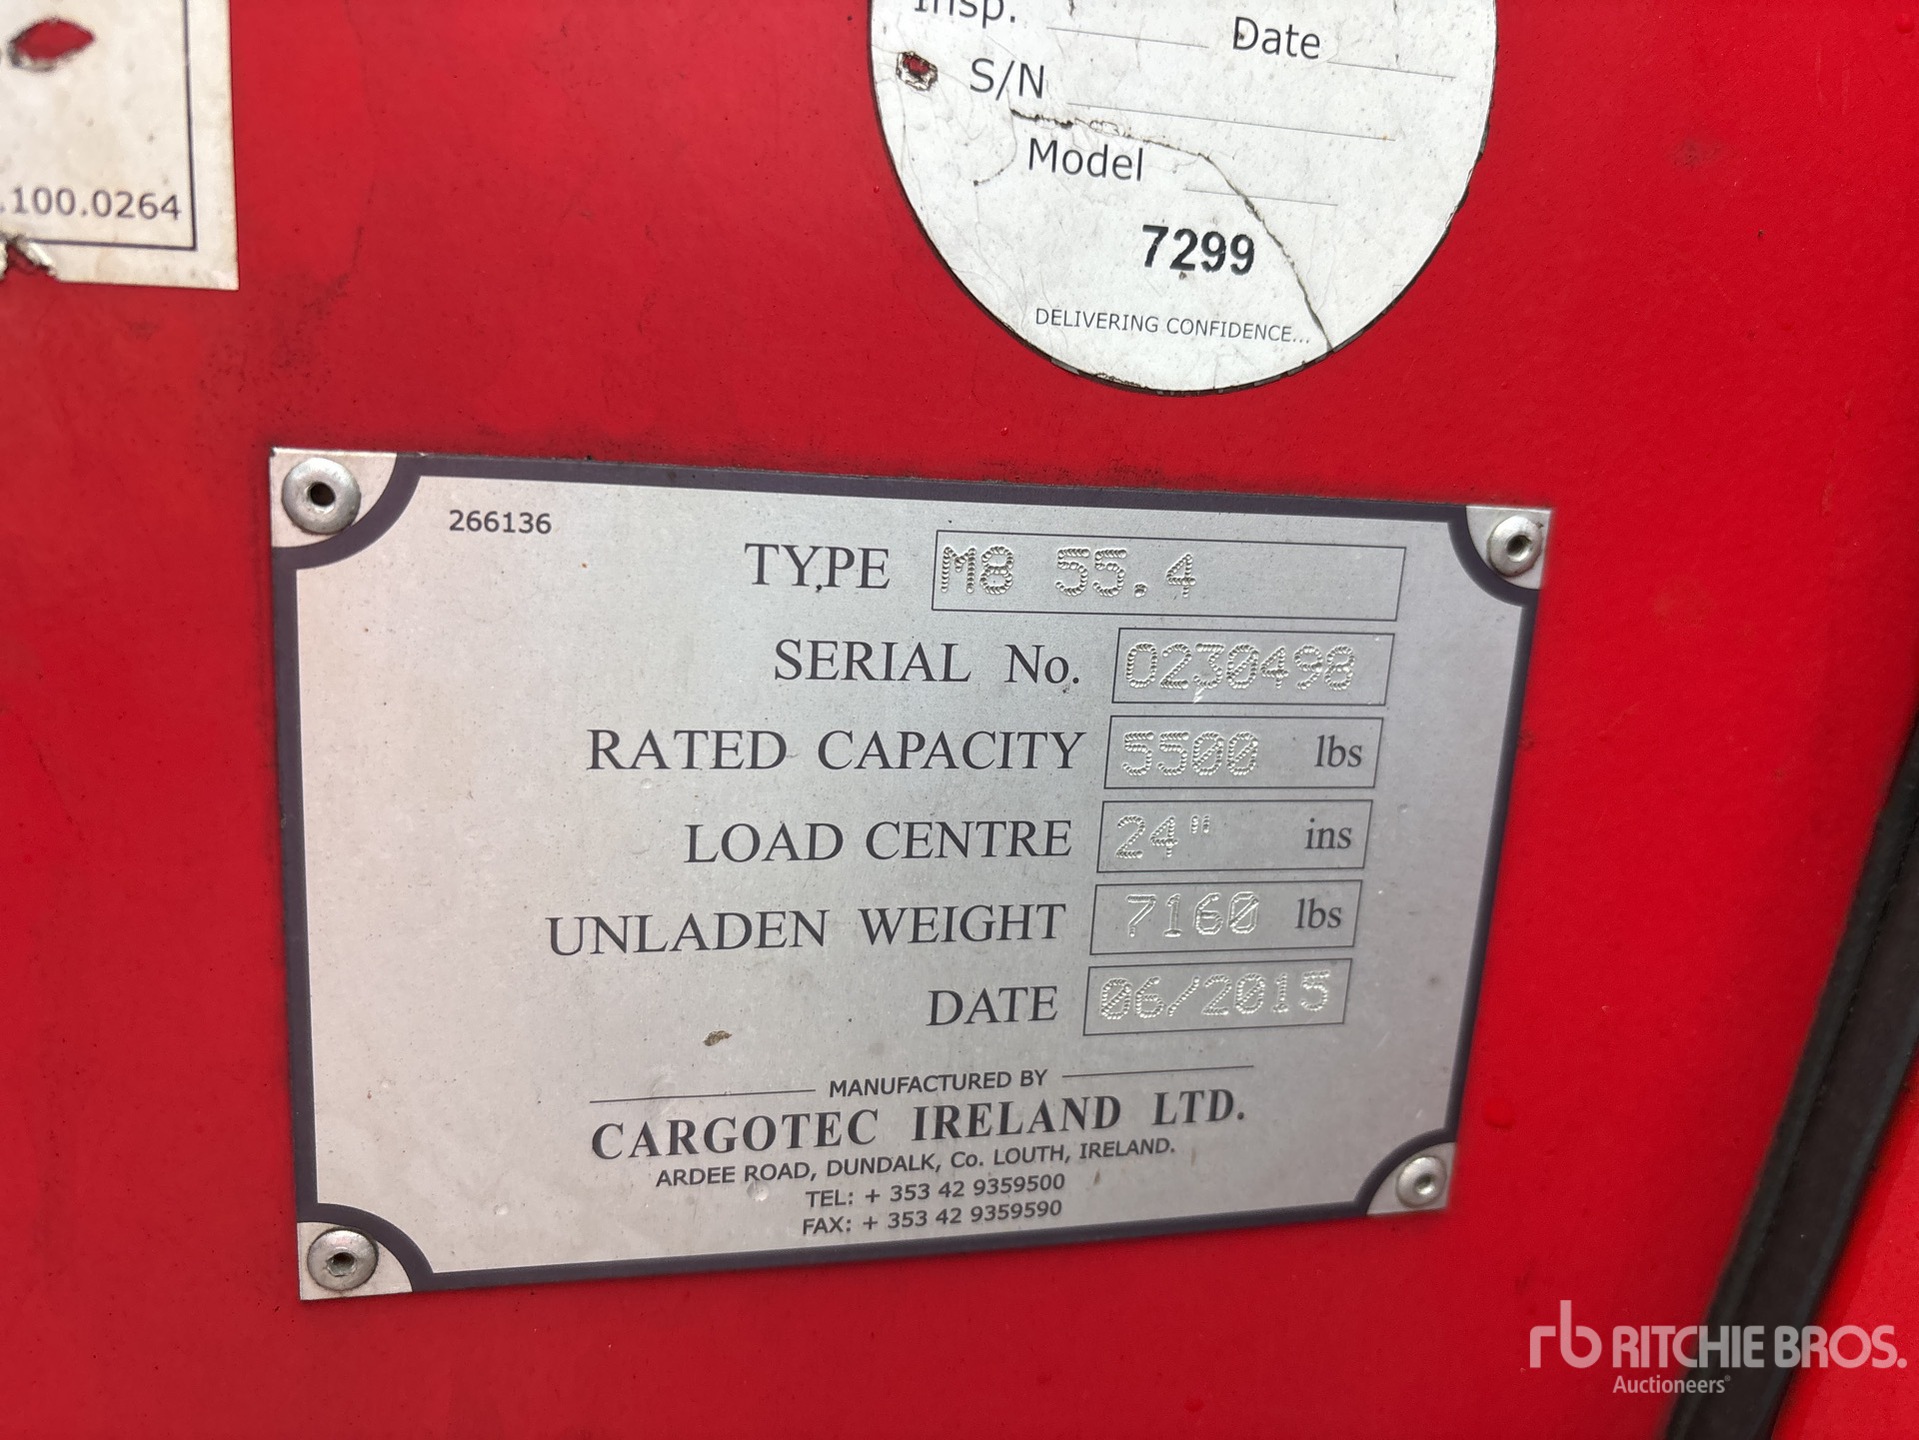 Insp. Date
S/N
Model
7299
DELIVERING CONFIDENCE...
.100.0264
266136
TYPE M8 55.4
SERIAL No. 0230498
RATED CAPACITY 5500 lbs
LOAD CENTRE 24" ins
UNLADEN WEIGHT 7160 lbs
DATE 06/2015
MANUFACTURED BY
CARGOTEC IRELAND LTD.
ARDEE ROAD, DUNDALK, Co. LOUTH, IRELAND.
TEL: + 353 42 9359500
FAX: + 353 42 9359590
rb RITCHIE BROS.
Auctioneers®